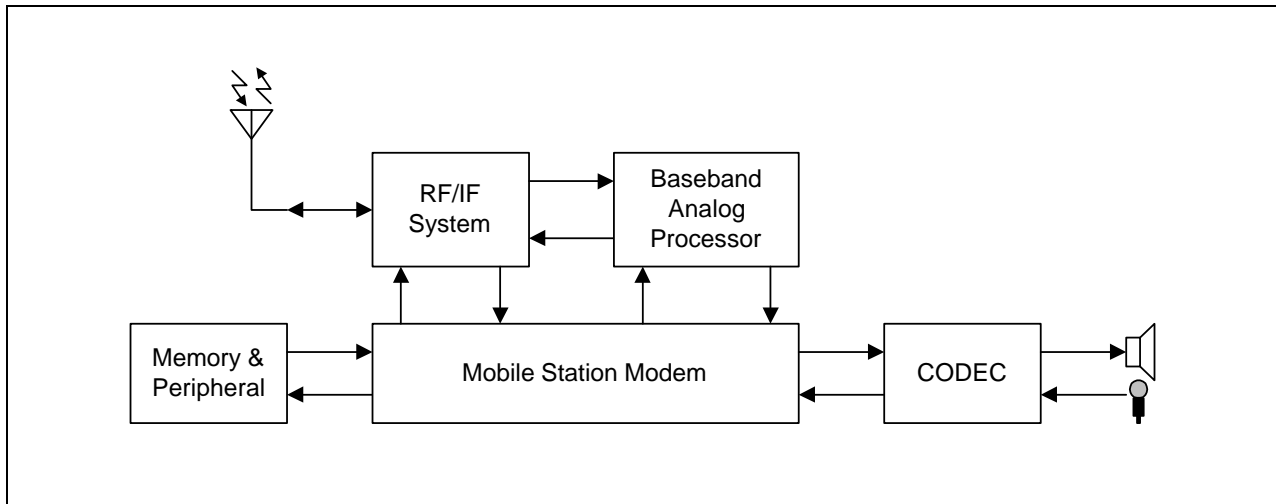 RF/IF
System
Baseband
Analog
Processor
Memory &
Peripheral
Mobile Station Modem
CODEC